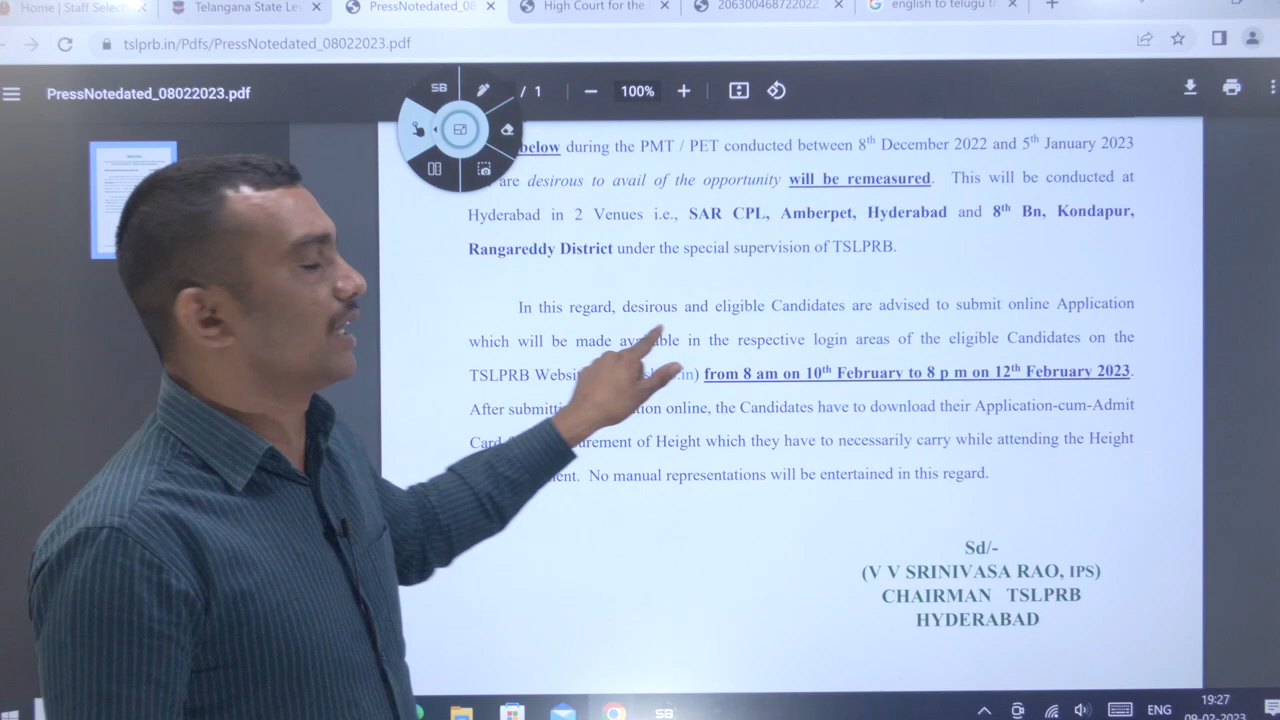 Home | Staff Select
Telangana State Le
PressNotedated_08
High Court for the
206300468722022
english to telugu t
tslprb.in/Pdfs/PressNotedated_08022023.pdf
PressNotedated_08022023.pdf
SB
/ 1
100%
below during the PMT / PET conducted between 8th December 2022 and 5th January 2023
are desirous to avail of the opportunity will be remeasured. This will be conducted at
Hyderabad in 2 Venues i.e., SAR CPL, Amberpet, Hyderabad and 8th Bn, Kondapur,
Rangareddy District under the special supervision of TSLPRB.
In this regard, desirous and eligible Candidates are advised to submit online Application
which will be made available in the respective login areas of the eligible Candidates on the
TSLPRB Websi .in) from 8 am on 10th February to 8 p m on 12th February 2023.
After submitti ion online, the Candidates have to download their Application-cum-Admit
Card urement of Height which they have to necessarily carry while attending the Height
ent. No manual representations will be entertained in this regard.
Sd/-
(V V SRINIVASA RAO, IPS)
CHAIRMAN TSLPRB
HYDERABAD
SB
ENG
19:27
09-02-2023